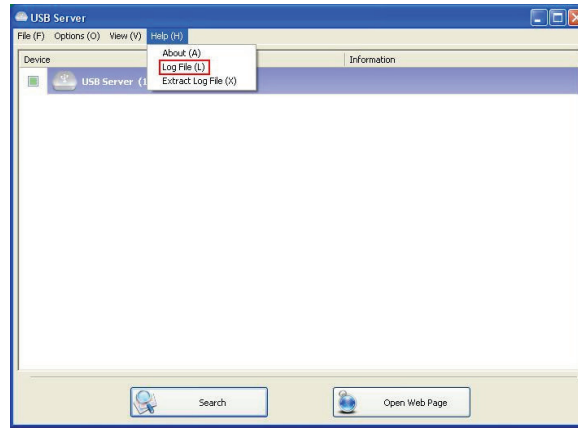 USB Server
File (F) Options (O) View (V) Help (H)
About (A)
Log File (L)
Extract Log File (X)
Device Information
USB Server (1
Search Open Web Page